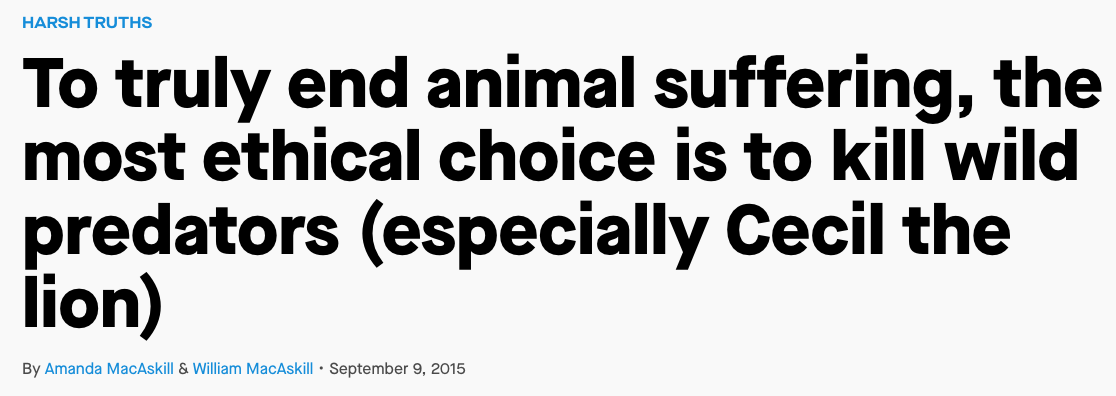 HARSH TRUTHS
To truly end animal suffering, the
most ethical choice is to kill wild
predators (especially Cecil the
lion)
By Amanda MacAskill & William MacAskill · September 9, 2015